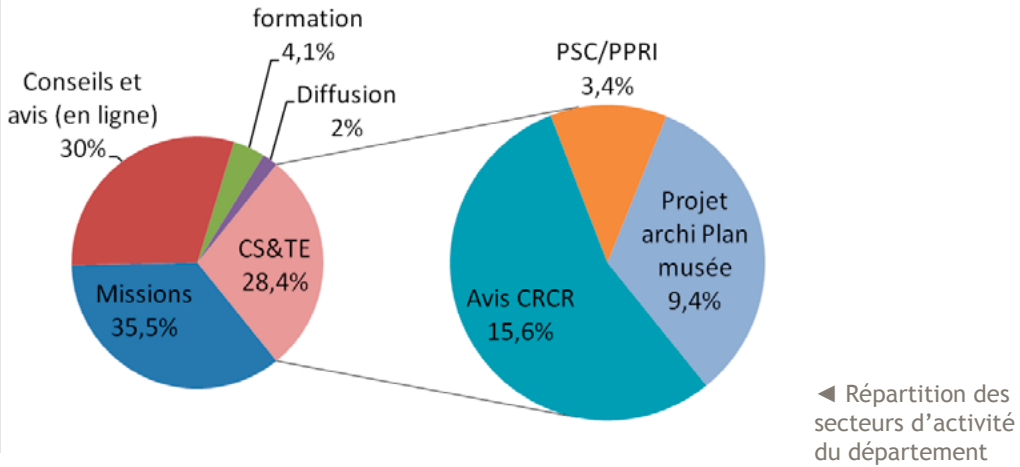 formation
4,1%
Conseils et
avis (en ligne)
30%
Diffusion
2%
CS&TE
28,4%
Missions
35,5%
PSC/PPRI
3,4%
Projet
archi Plan
musée
9,4%
Avis CRCR
15,6%
◄ Répartition des
secteurs d’activité
du département